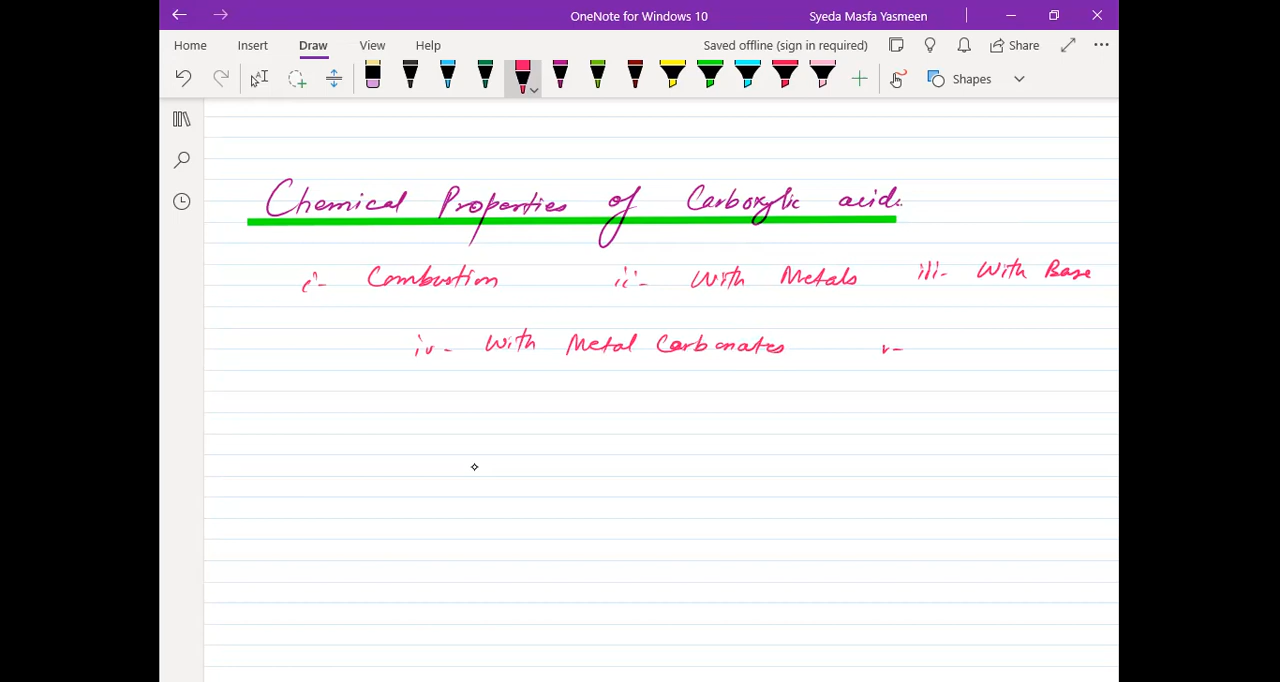 OneNote for Windows 10 Syeda Masfa Yasmeen
Home Insert Draw View Help Saved offline (sign in required) Share
Shapes
Chemical Properties of Carboxylic acid.
i- Combustion ii- With Metals iii- With Base
iv- With Metal Carbonates v-